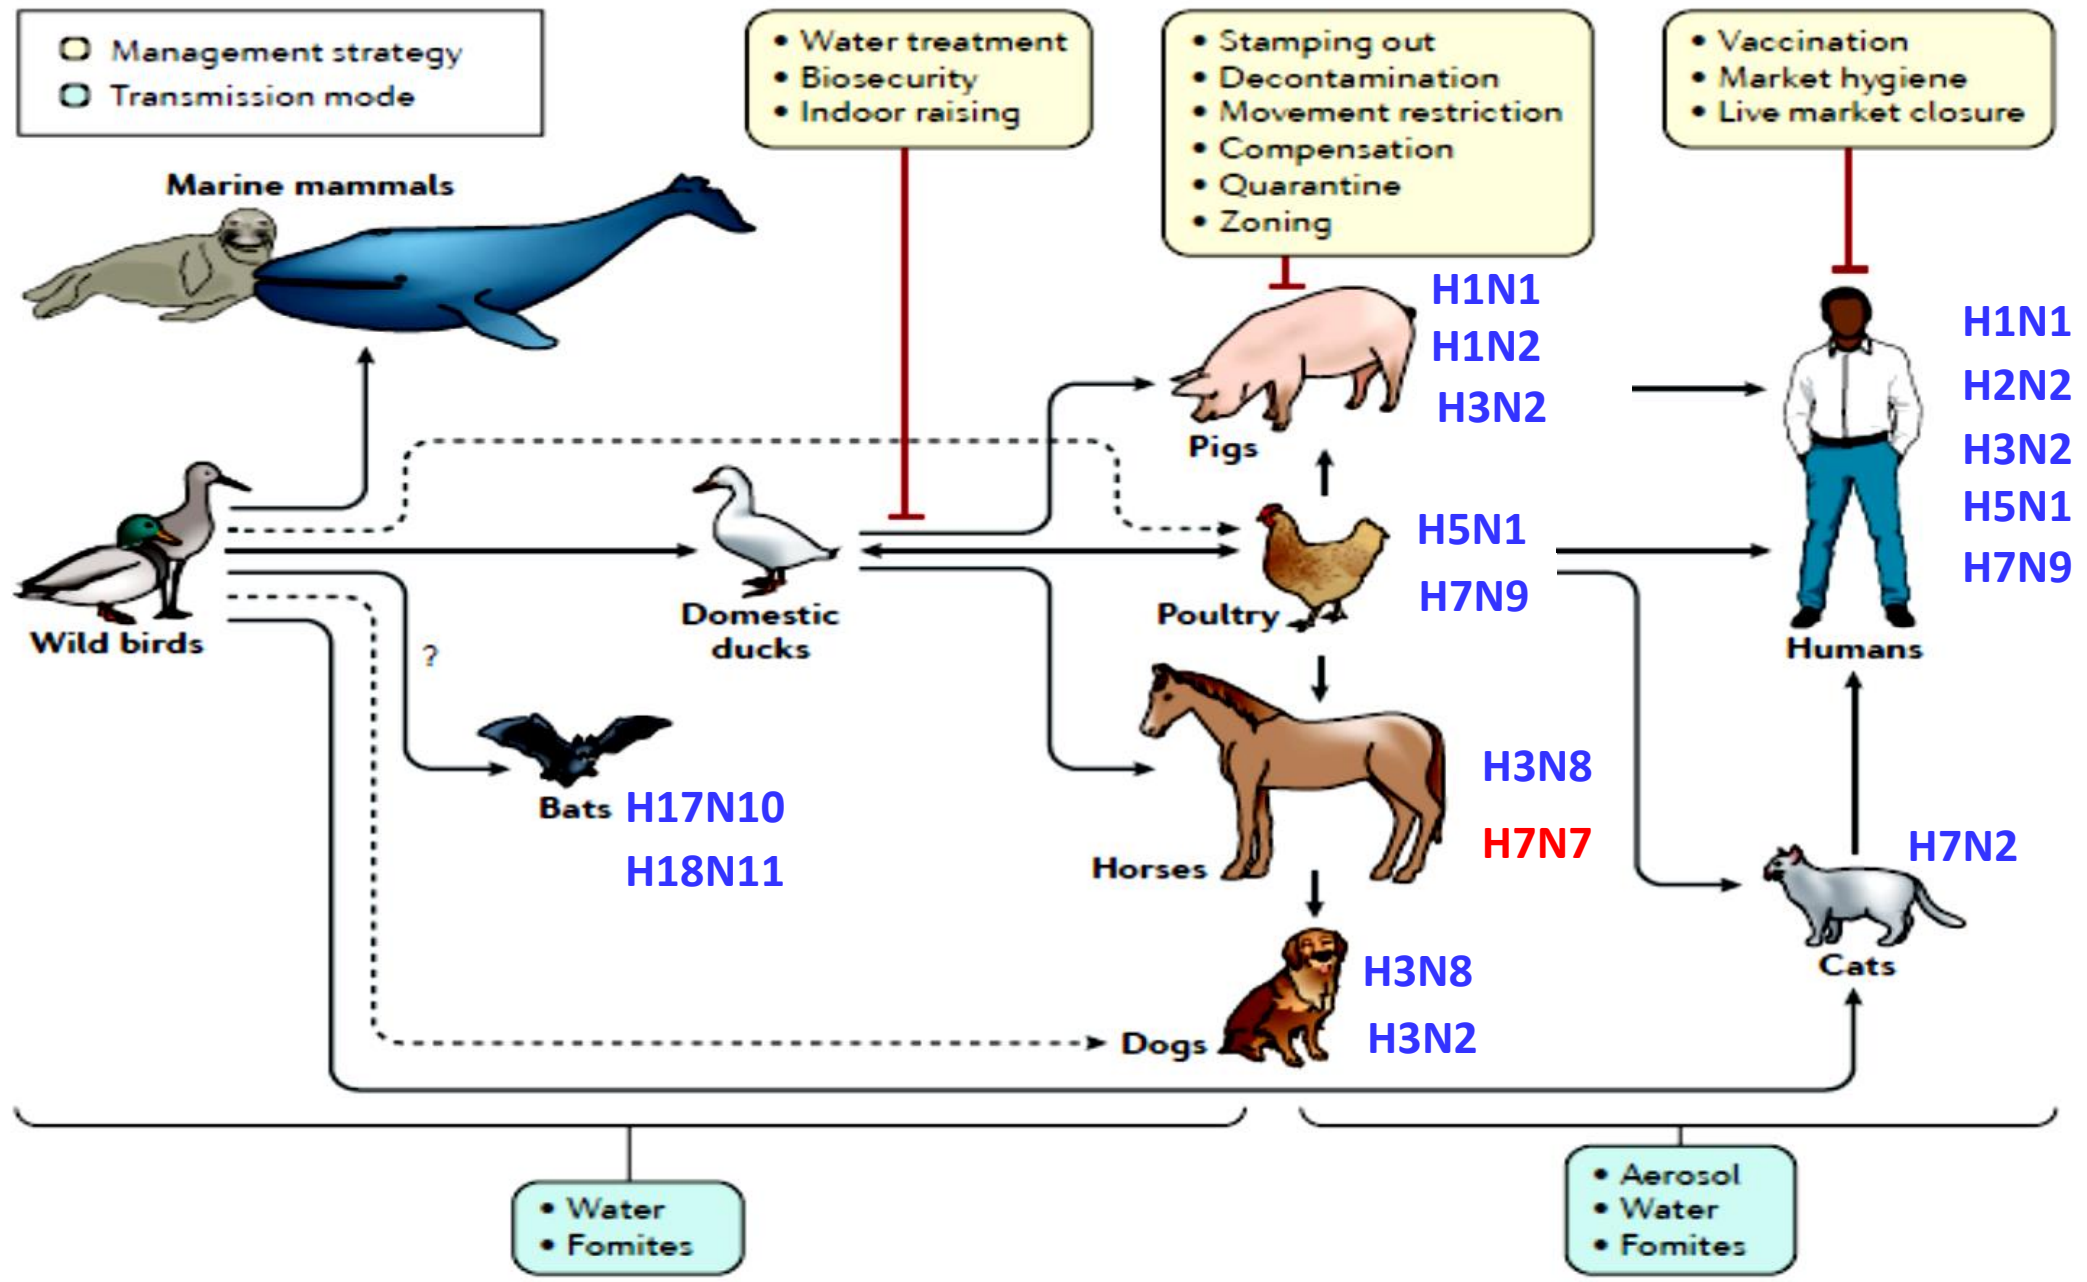 Management strategy
Transmission mode
• Water treatment
• Biosecurity
• Indoor raising
• Stamping out
• Decontamination
• Movement restriction
• Compensation
• Quarantine
• Zoning
• Vaccination
• Market hygiene
• Live market closure
Marine mammals
H1N1
H1N2
H3N2
Pigs
H1N1
H2N2
H3N2
H5N1
H7N9
Humans
Wild birds
Domestic
ducks
Poultry
H5N1
H7N9
?
Bats
H17N10
H18N11
Horses
H3N8
H7N7
H7N2
Cats
Dogs
H3N8
H3N2
• Water
• Fomites
• Aerosol
• Water
• Fomites